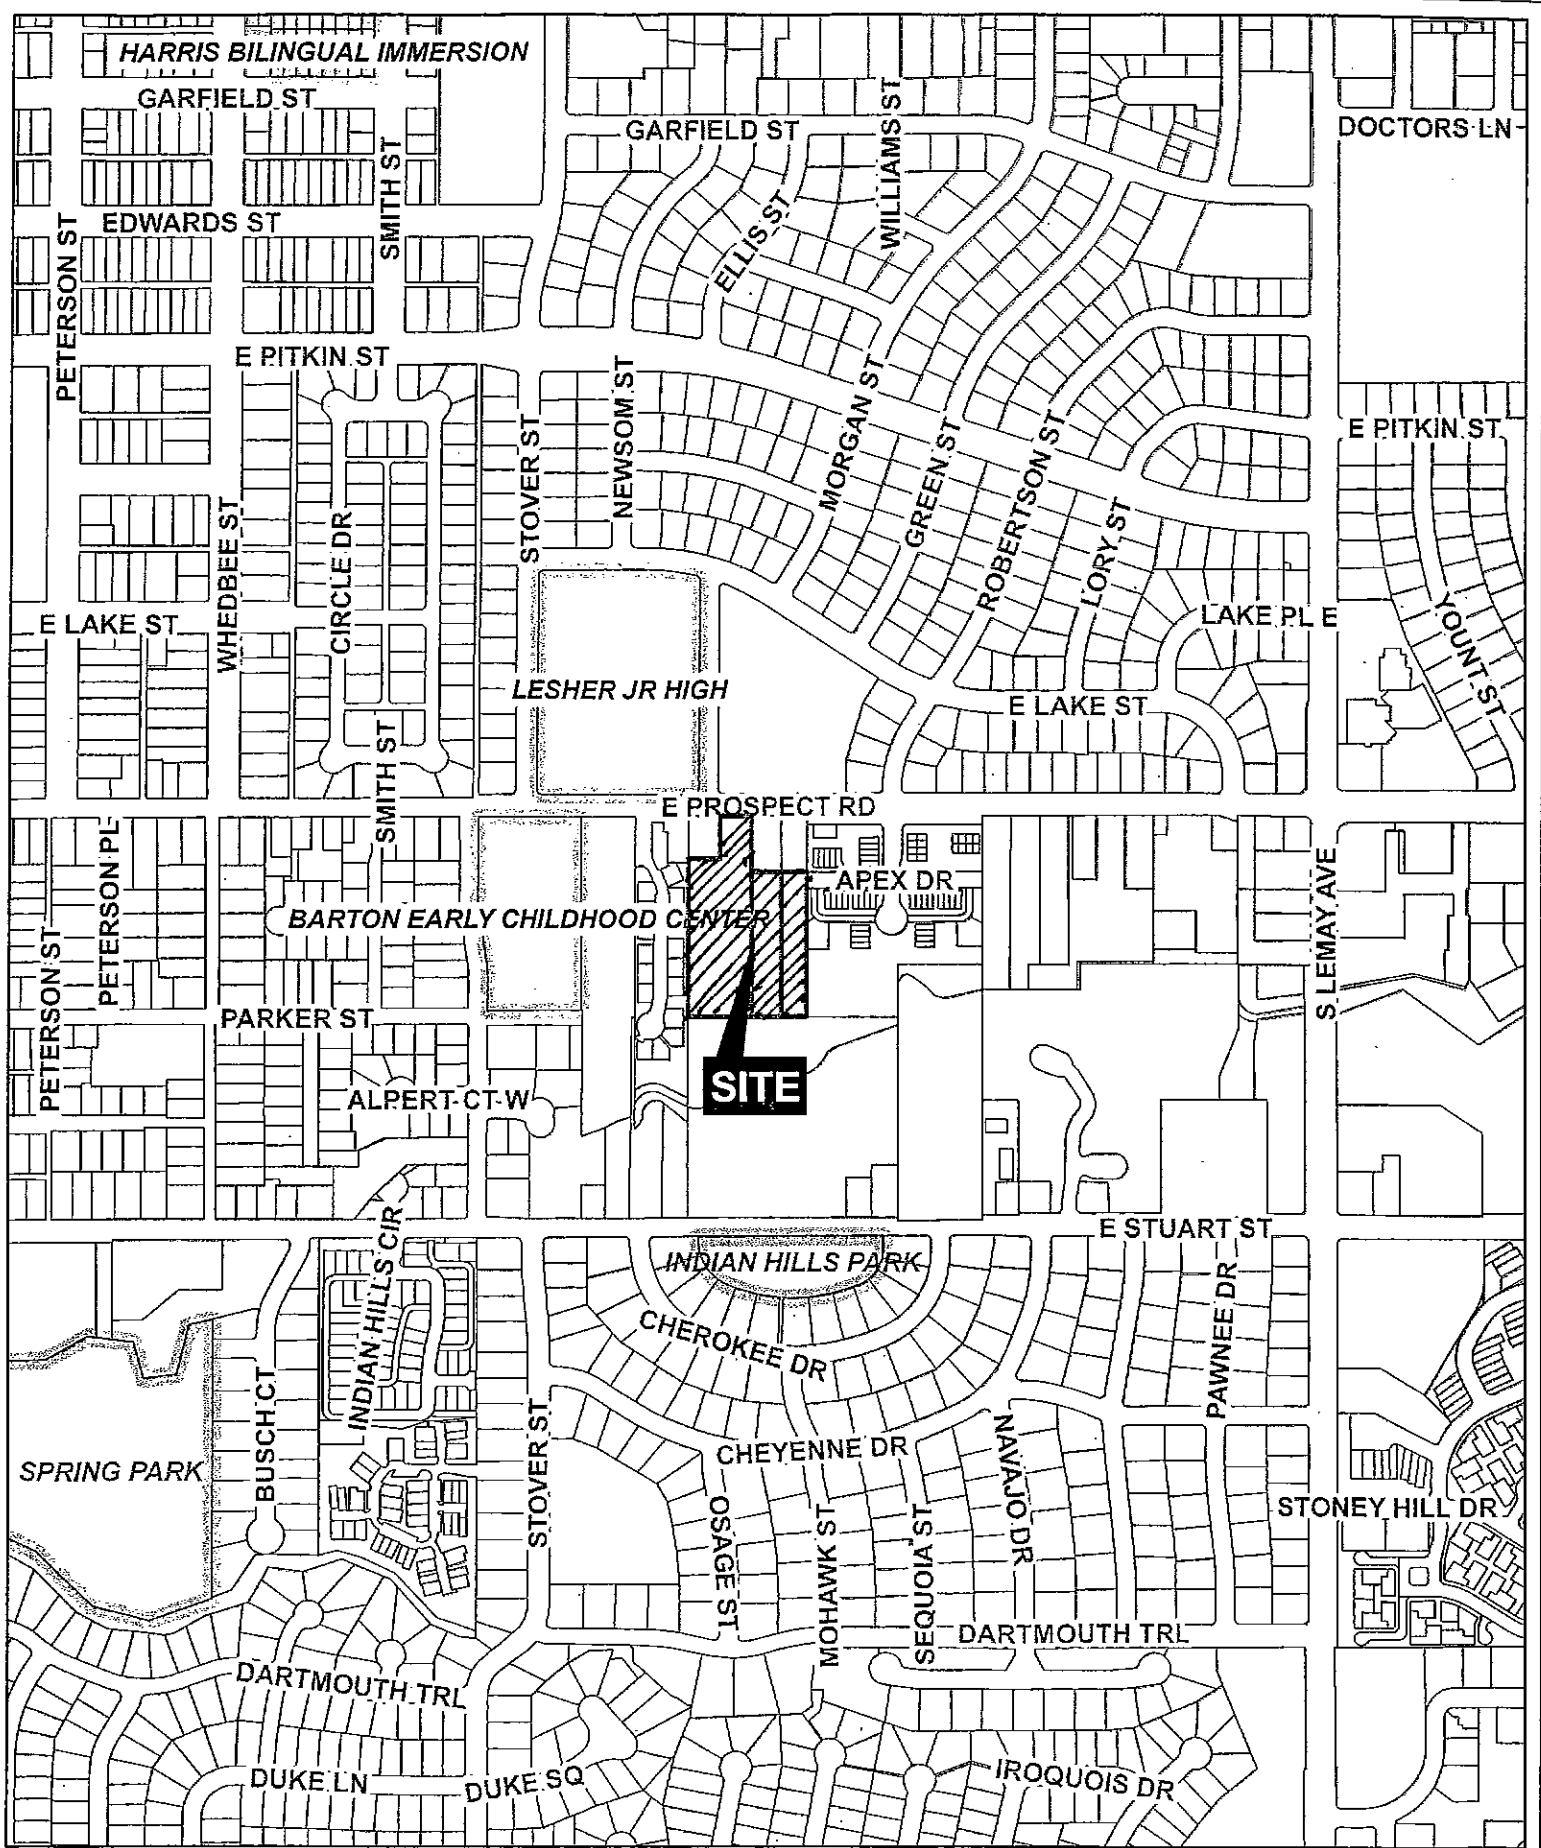 HARRIS BILINGUAL IMMERSION
GARFIELD ST
GARFIELD ST
WILLIAMS ST
DOCTORS LN
SMITH ST
EDWARDS ST
PETERSON ST
ELLIS ST
E PITKIN ST
NEWSOM ST
STOVER ST
MORGAN ST
GREEN ST
ROBERTSON ST
LORY ST
E PITKIN ST
WHEDBEE ST
CIRCLE DR
E LAKE ST
LAKE PL E
YOUNT ST
LESHER JR HIGH
E LAKE ST
SMITH ST
E PROSPECT RD
PETERSON PL
APEX DR
S LEMAY AVE
BARTON EARLY CHILDHOOD CENTER
PETERSON ST
PARKER ST
SITE
ALPERT CT W
INDIAN HILLS CIR
E STUART ST
INDIAN HILLS PARK
PAWNEE DR
CHEROKEE DR
BUSCH CT
STOVER ST
CHEYENNE DR
NAVAJO DR
SPRING PARK
OSAGE ST
MOHAWK ST
SEQUOIA ST
STONEY HILL DR
DARTMOUTH TRL
DARTMOUTH TRL
DUKE LN
DUKE SQ
IROQUOIS DR